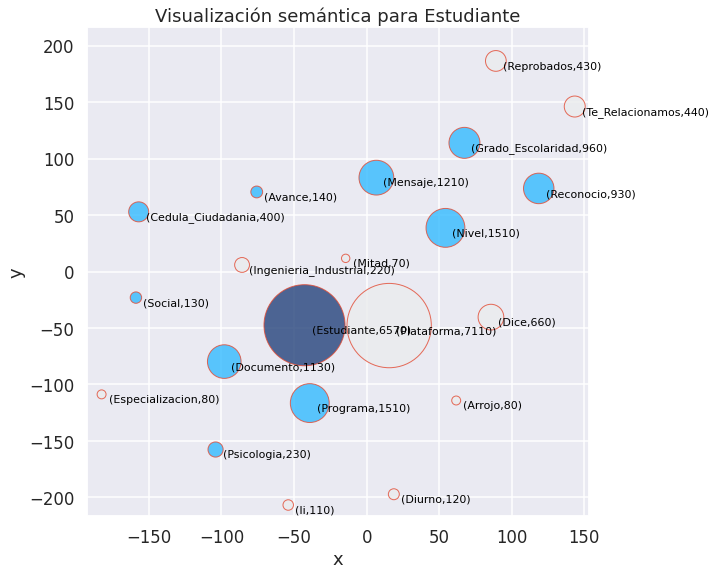 Visualización semántica para Estudiante
200
(Reprobados,430)
150
(Te_Relacionamos,440)
(Grado_Escolaridad,960)
100
(Mensaje,1210)
(Reconocio,930)
(Avance,140)
50
(Cedula_Ciudadania,400)
(Nivel,1510)
(Mitad,70)
0
(Ingenieria_Industrial,220)
(Social,130)
(Dice,660)
−50
(Estudiante,6570)
(Plataforma,7110)
(Documento,1130)
−100
(Especializacion,80)
(Programa,1510)
(Arrojo,80)
−150
(Psicologia,230)
−200
(Diurno,120)
(Ii,110)
−150 −100 −50 0 50 100 150
x
y